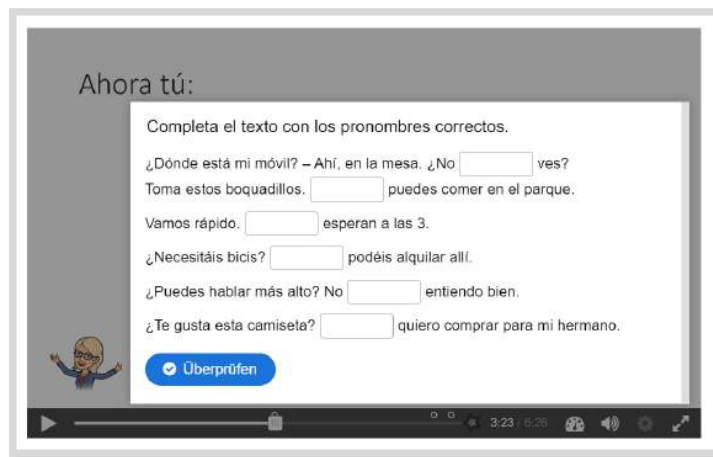 Ahora tú:
Completa el texto con los pronombres correctos.
¿Dónde está mi móvil? – Ahí, en la mesa. ¿No ves?
Toma estos boquadillos. puedes comer en el parque.
Vamos rápido. esperan a las 3.
¿Necesitáis bicis? podéis alquilar allí.
¿Puedes hablar más alto? No entiendo bien.
¿Te gusta esta camiseta? quiero comprar para mi hermano.
Überprüfen
3:23 / 6:26